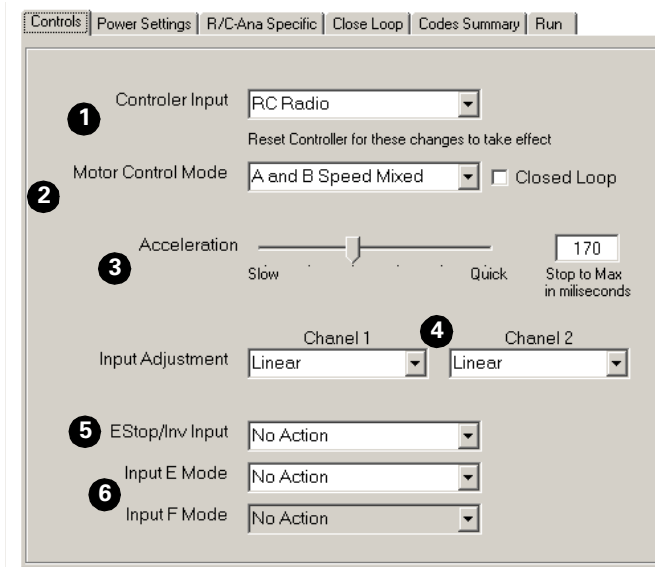 Controls Power Settings R/C-Ana Specific Close Loop Codes Summary Run
1 Controler Input RC Radio
Reset Controller for these changes to take effect
2 Motor Control Mode A and B Speed Mixed Closed Loop
3 Acceleration 170
Slow Quick Stop to Max
in miliseconds
Chanel 1 4 Chanel 2
Input Adjustment Linear Linear
5 EStop/Inv Input No Action
Input E Mode No Action
6
Input F Mode No Action